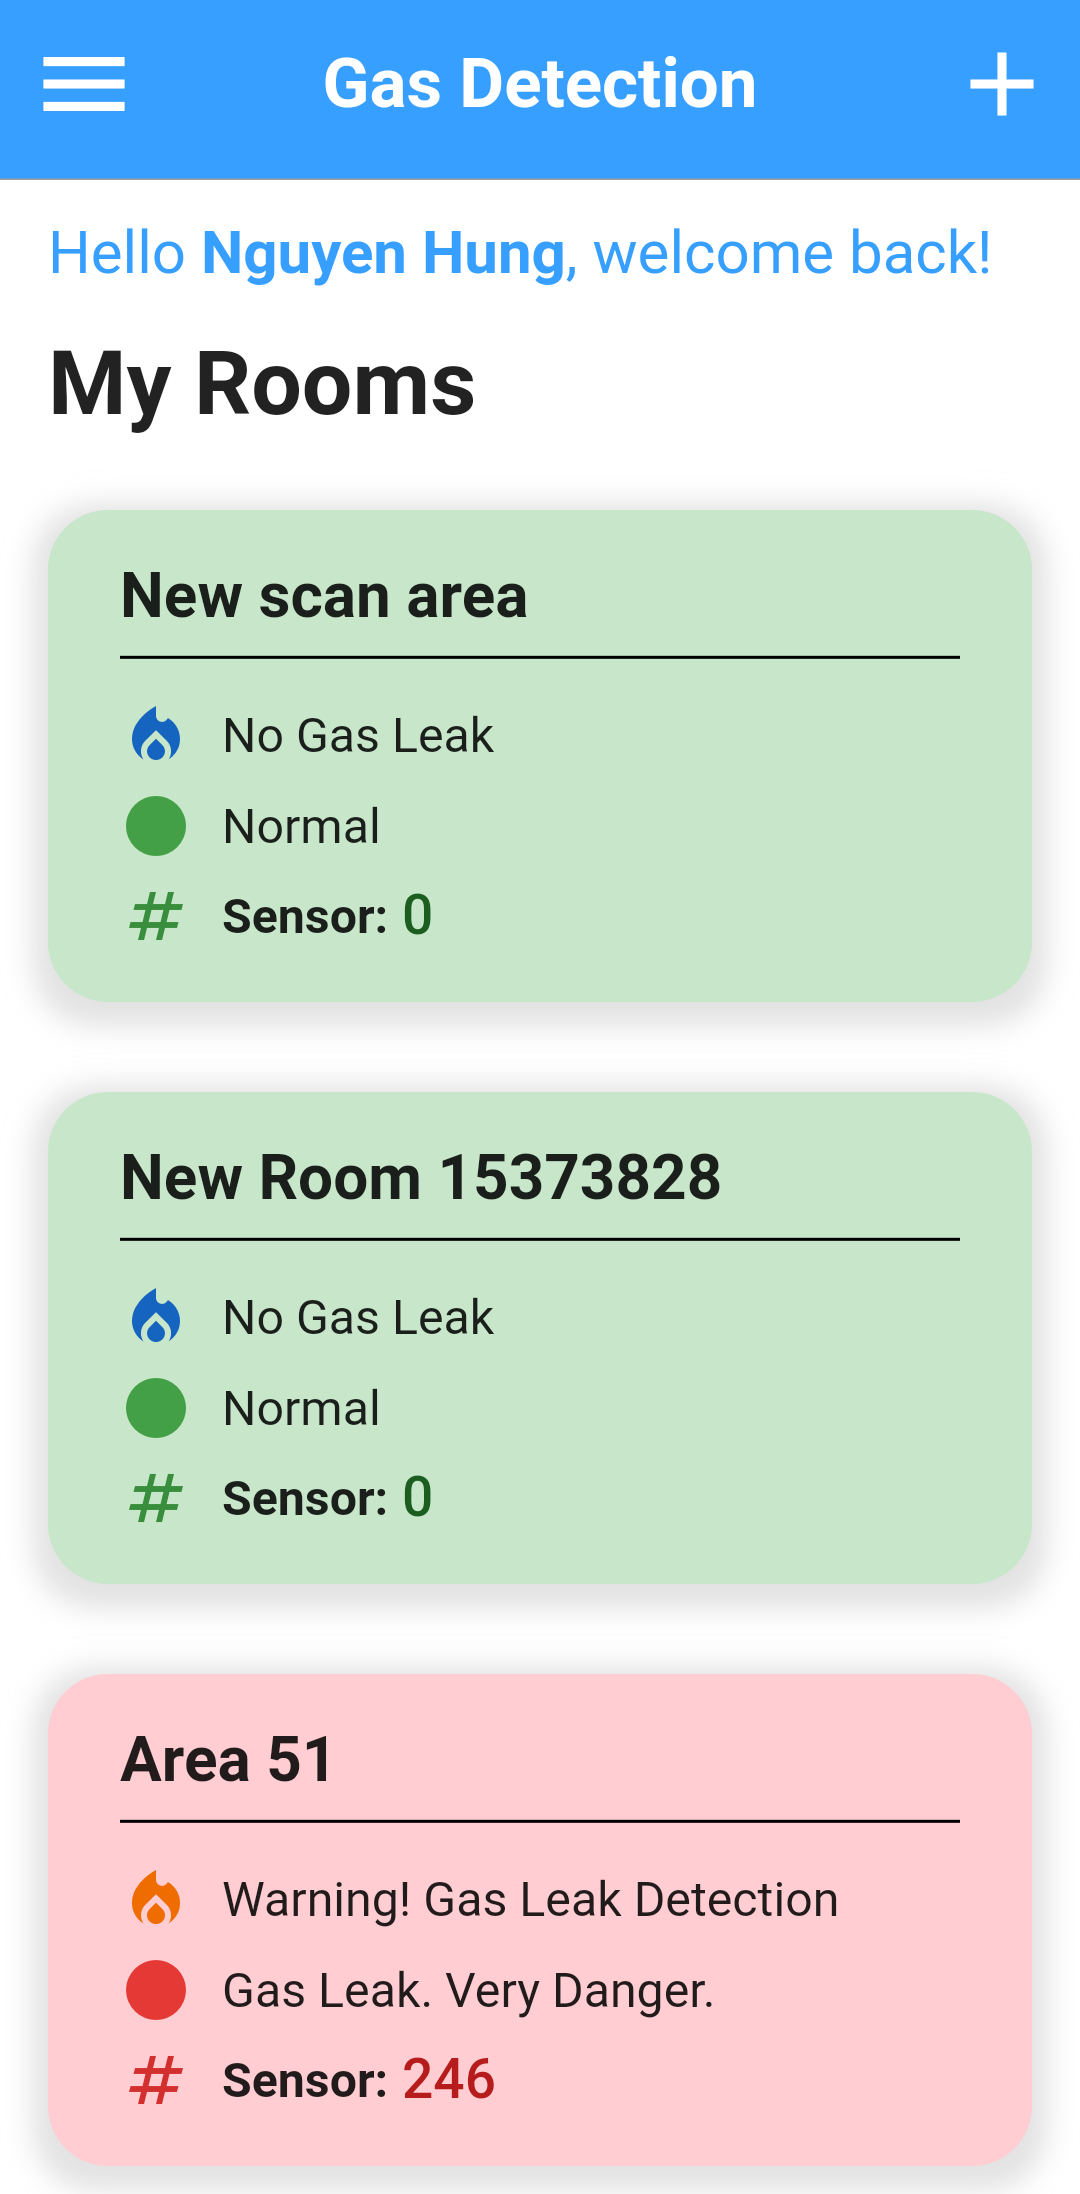 Gas Detection
Hello Nguyen Hung, welcome back!
My Rooms
New scan area
No Gas Leak
Normal
Sensor: 0
New Room 15373828
No Gas Leak
Normal
Sensor: 0
Area 51
Warning! Gas Leak Detection
Gas Leak. Very Danger.
Sensor: 246